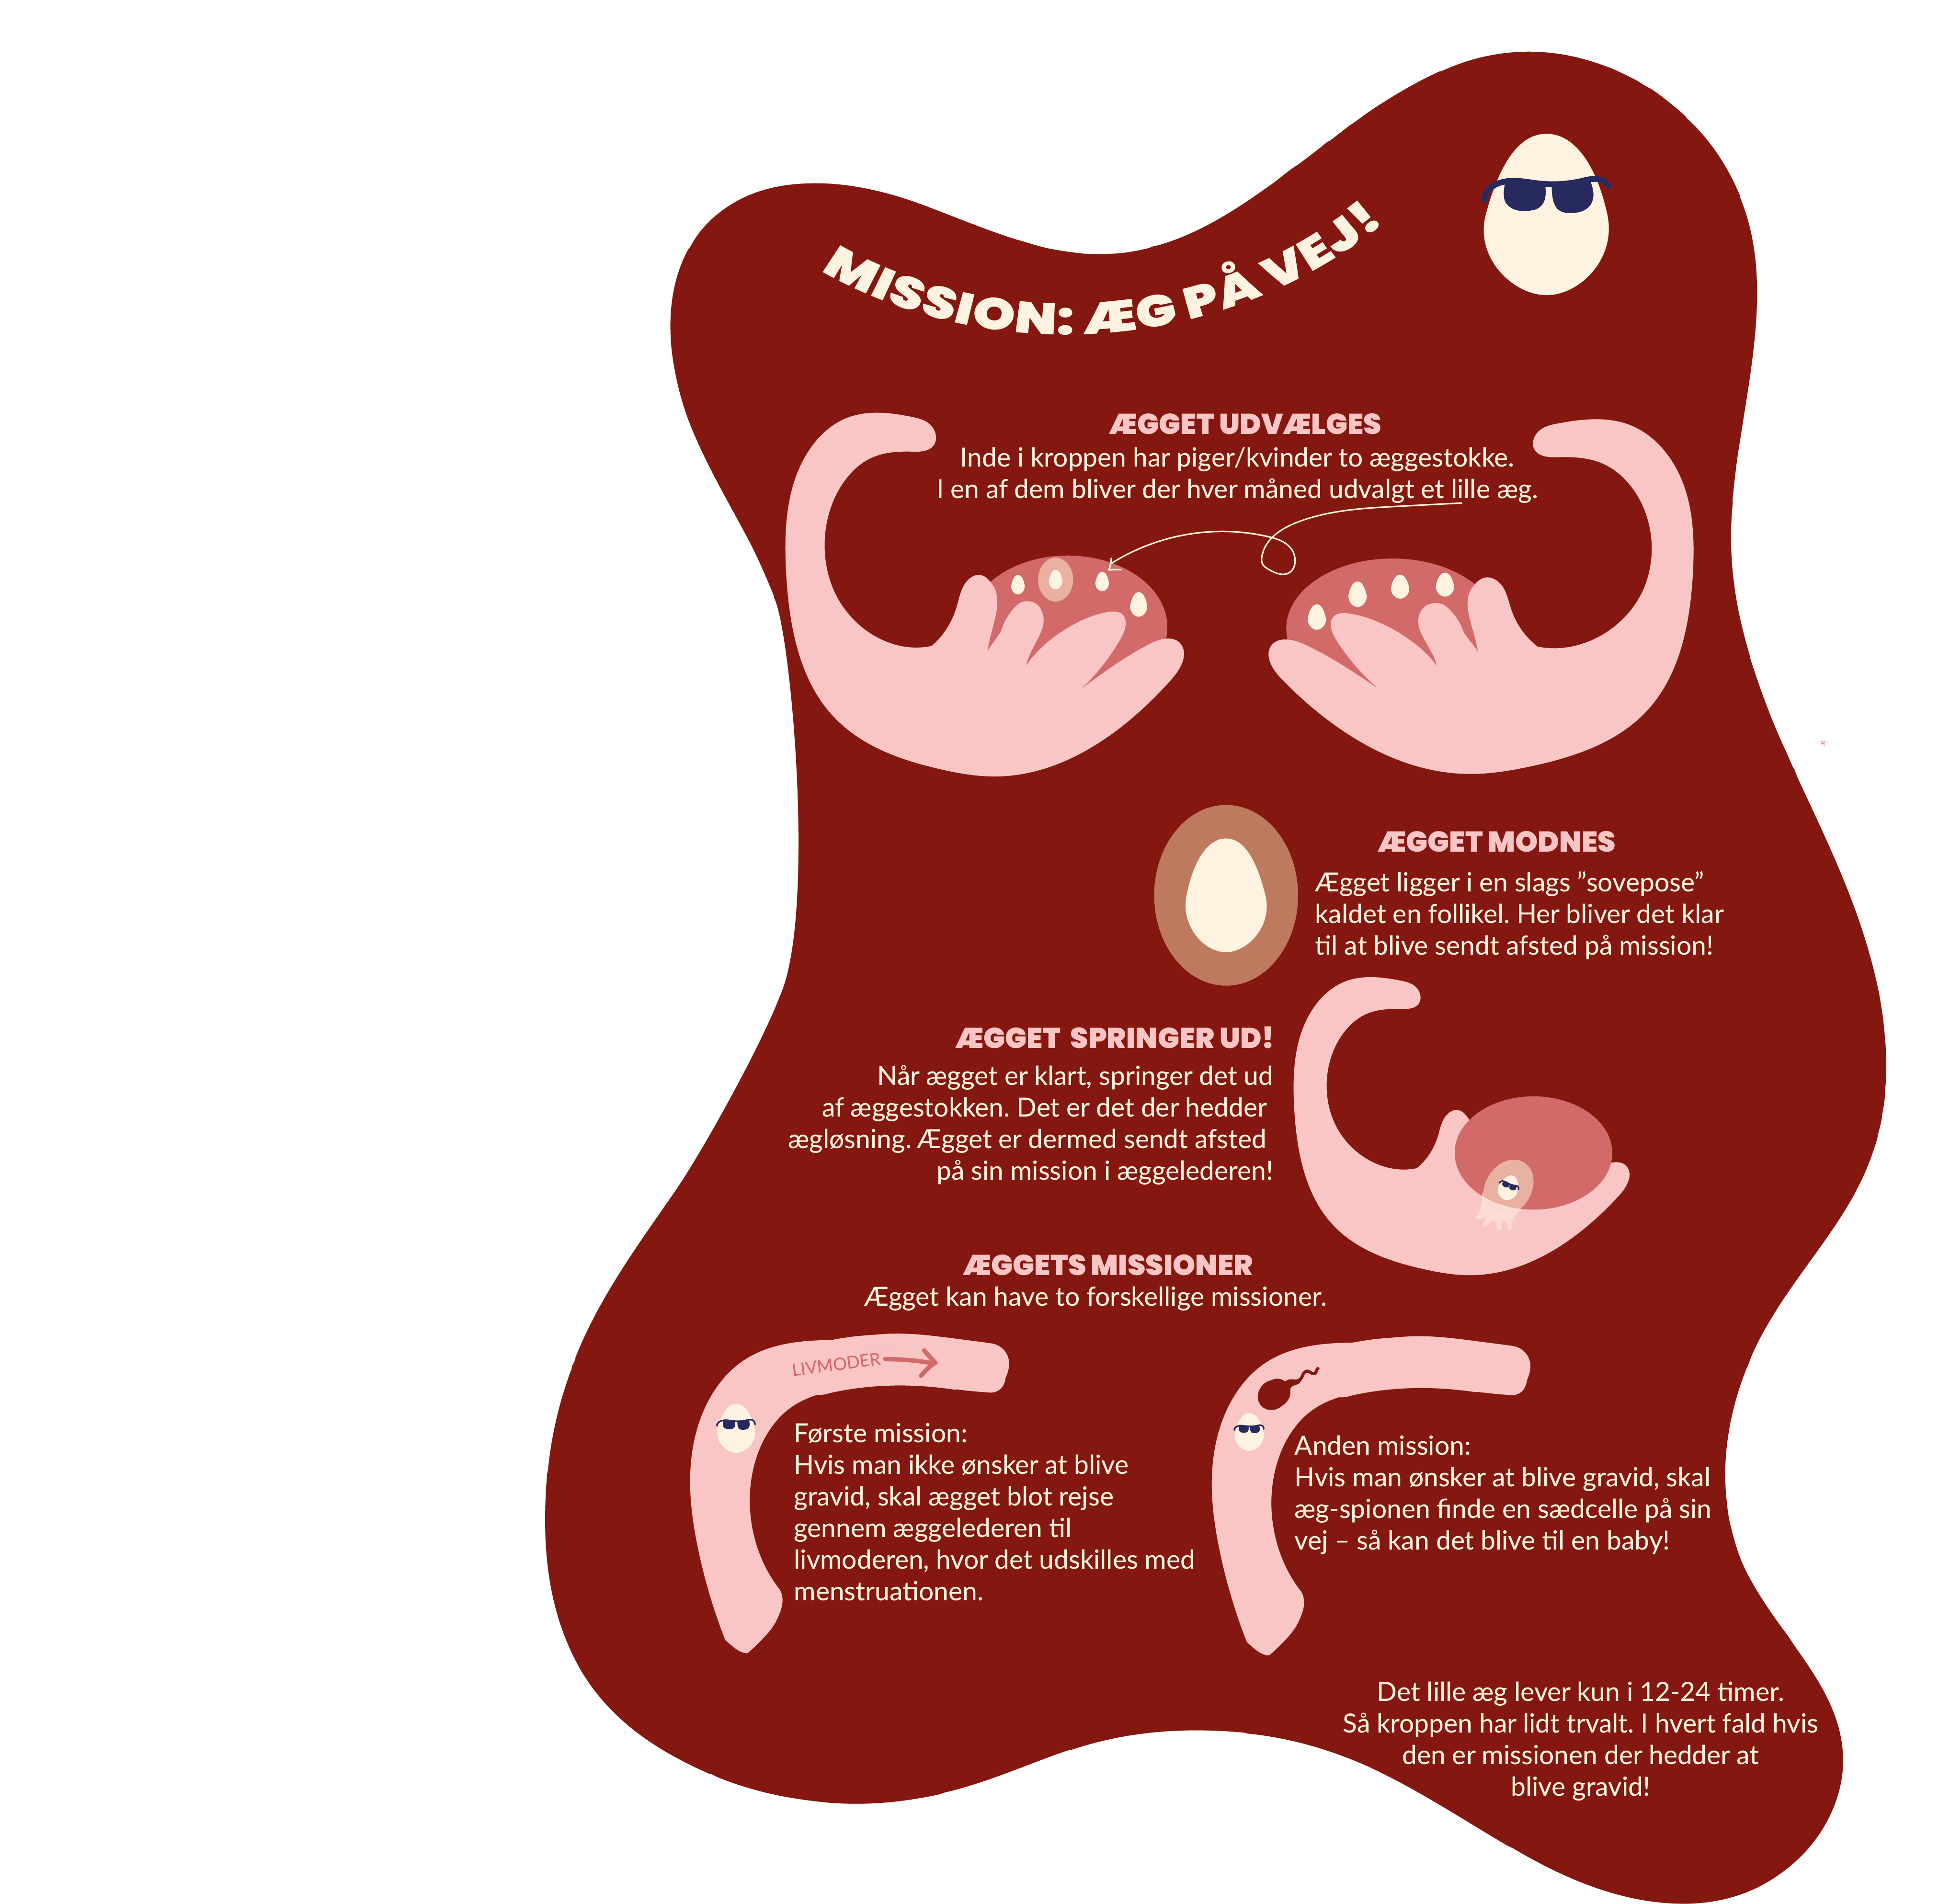 MISSION: ÆG PÅ VEJ!
ÆGGET UDVÆLGES
Inde i kroppen har piger/kvinder to æggestokke.
I en af dem bliver der hver måned udvalgt et lille æg.
ÆGGET MODNES
Ægget ligger i en slags ”sovepose”
kaldet en follikel. Her bliver det klar
til at blive sendt afsted på mission!
ÆGGET SPRINGER UD!
Når ægget er klart, springer det ud
af æggestokken. Det er det der hedder
ægløsning. Ægget er dermed sendt afsted
på sin mission i æggelederen!
ÆGGETS MISSIONER
Ægget kan have to forskellige missioner.
LIVMODER
Første mission:
Hvis man ikke ønsker at blive
gravid, skal ægget blot rejse
gennem æggelederen til
livmoderen, hvor det udskilles med
menstruationen.
Anden mission:
Hvis man ønsker at blive gravid, skal
æg-spionen finde en sædcelle på sin
vej – så kan det blive til en baby!
Det lille æg lever kun i 12-24 timer.
Så kroppen har lidt trvalt. I hvert fald hvis
den er missionen der hedder at
blive gravid!